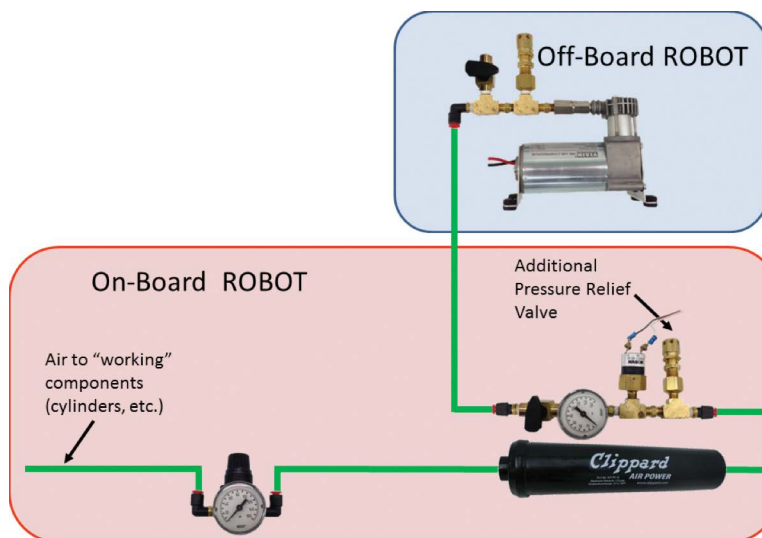 Off-Board ROBOT
On-Board ROBOT
Additional
Pressure Relief
Valve
Air to “working”
components
(cylinders, etc.)
Clippard
AIR POWER